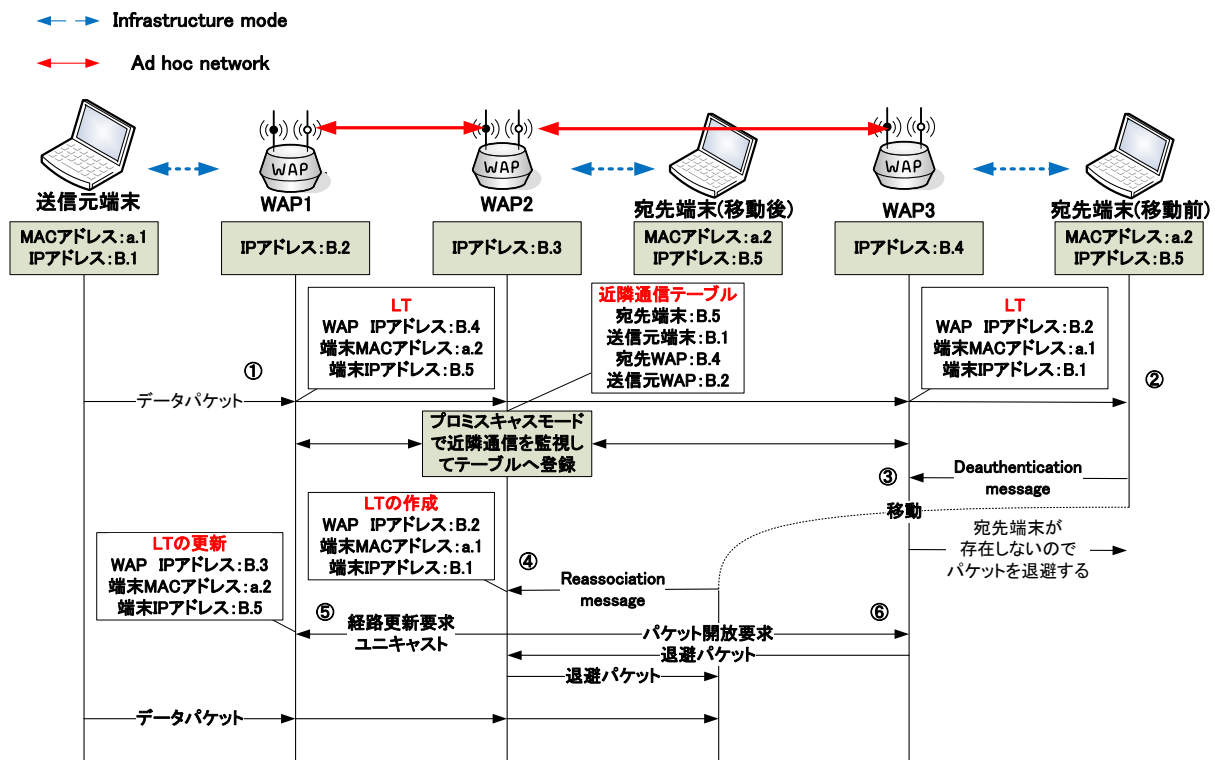 Infrastructure mode
Ad hoc network
WAP
WAP
WAP
送信元端末
WAP1
WAP2
宛先端末(移動後)
WAP3
宛先端末(移動前)
MACアドレス:a.1
IPアドレス:B.1
IPアドレス:B.2
IPアドレス:B.3
MACアドレス:a.2
IPアドレス:B.5
IPアドレス:B.4
MACアドレス:a.2
IPアドレス:B.5
LT
WAP IPアドレス:B.4
端末MACアドレス:a.2
端末IPアドレス:B.5
近隣通信テーブル
宛先端末:B.5
送信元端末:B.1
宛先WAP:B.4
送信元WAP:B.2
LT
WAP IPアドレス:B.2
端末MACアドレス:a.1
端末IPアドレス:B.1
①
②
データパケット
プロミスキャスモード
で近隣通信を監視し
てテーブルへ登録
③
Deauthentication
message
移動
LTの作成
WAP IPアドレス:B.2
端末MACアドレス:a.1
端末IPアドレス:B.1
宛先端末が
存在しないので
パケットを退避する
LTの更新
WAP IPアドレス:B.3
端末MACアドレス:a.2
端末IPアドレス:B.5
④
Reassociation
message
⑤
経路更新要求
ユニキャスト
⑥
パケット開放要求
退避パケット
退避パケット
データパケット